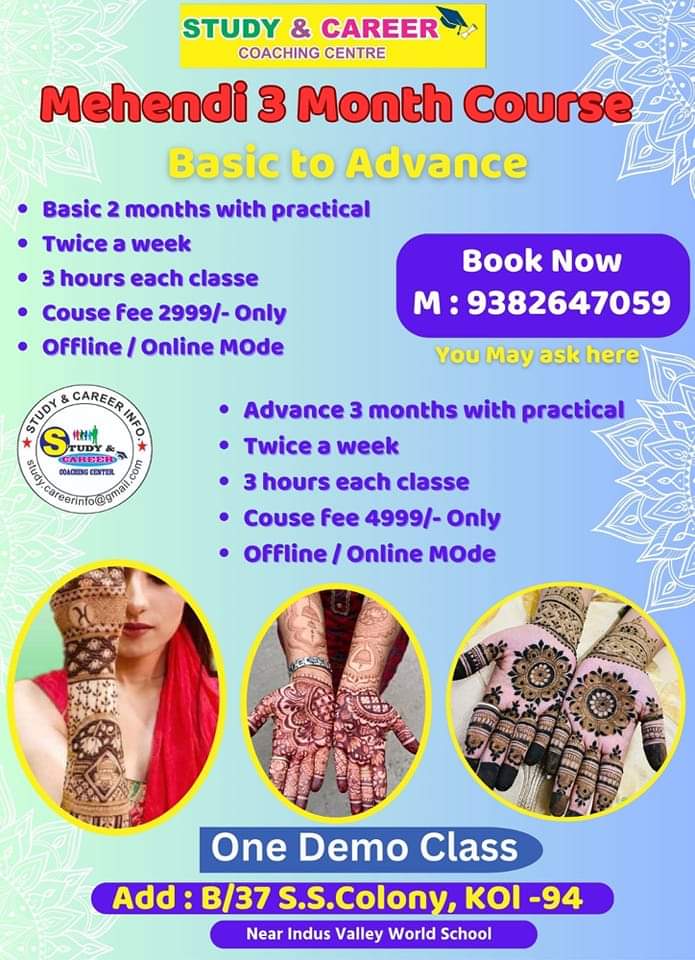 STUDY & CAREER
COACHING CENTRE
Mehendi 3 Month Course
Basic to Advance
• Basic 2 months with practical
• Twice a week
• 3 hours each classe
• Couse fee 2999/- Only
• Offline / Online MOde
Book Now
M : 9382647059
You May ask here
STUDY & CAREER INFO.
STUDY &
CAREER
COACHING CENTER.
study.careerinfo@gmail.com
• Advance 3 months with practical
• Twice a week
• 3 hours each classe
• Couse fee 4999/- Only
• Offline / Online MOde
One Demo Class
Add : B/37 S.S.Colony, KOl -94
Near Indus Valley World School